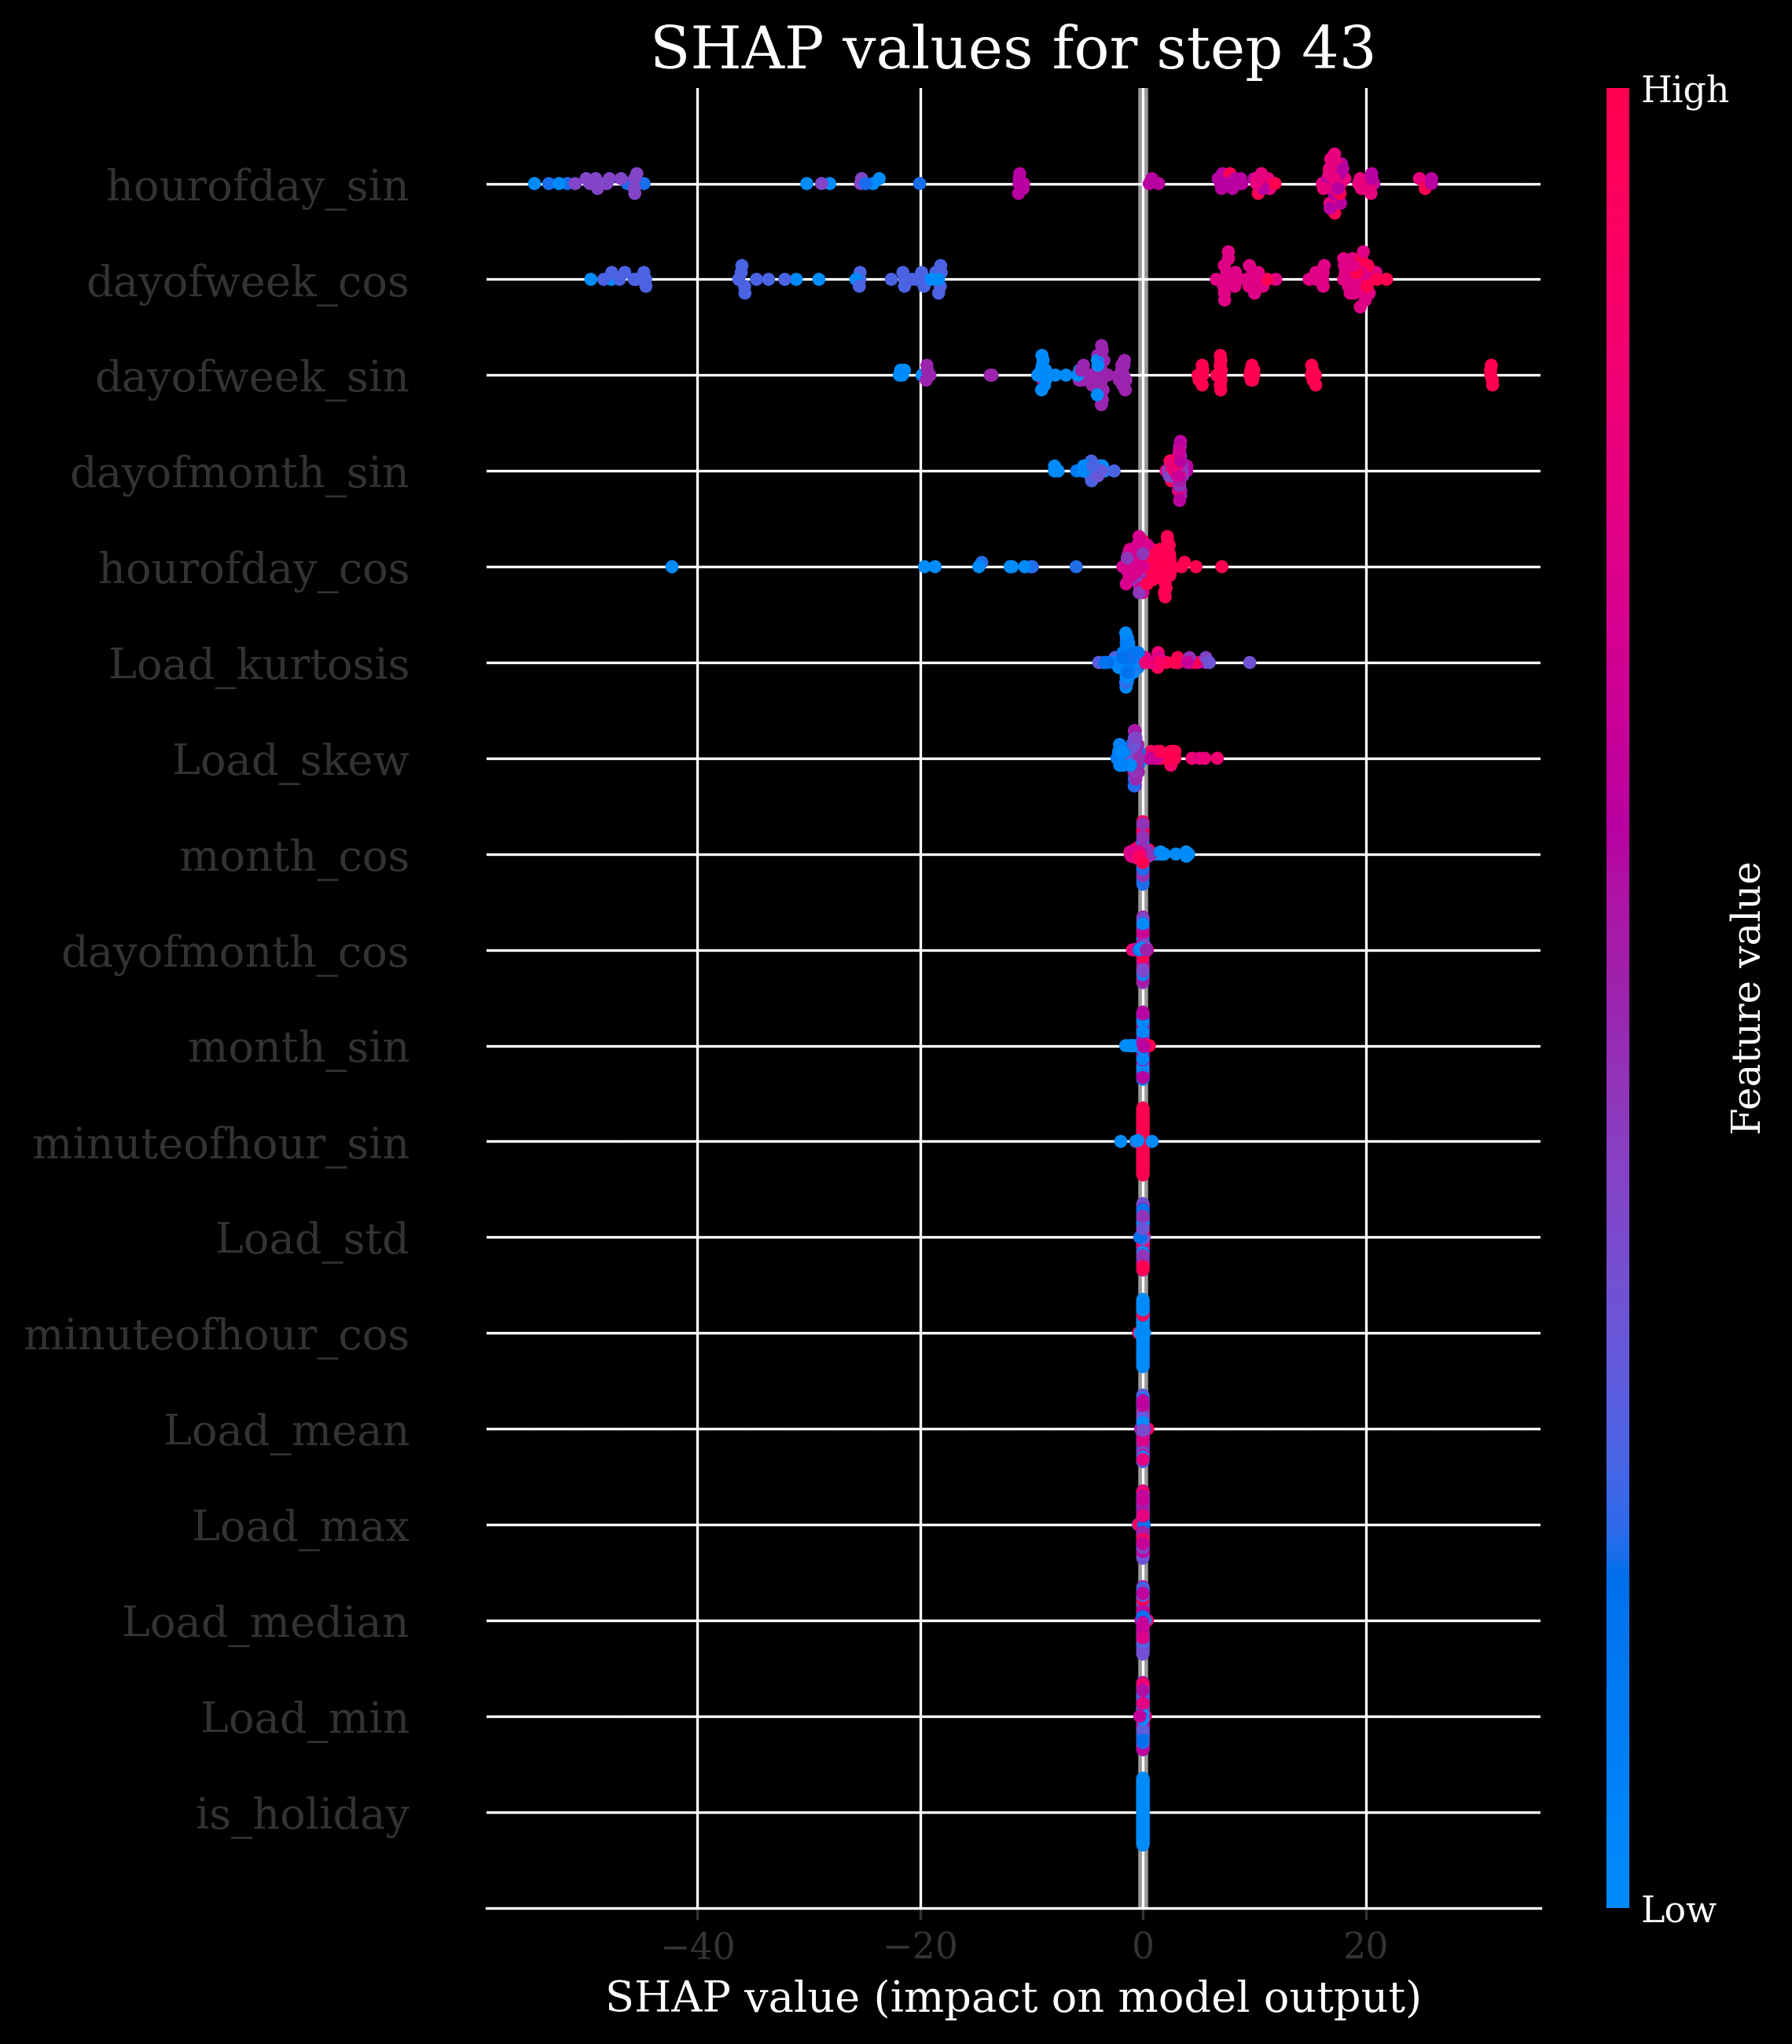 SHAP values for step 43
High
hourofday_sin
dayofweek_cos
dayofweek_sin
dayofmonth_sin
hourofday_cos
Load_kurtosis
Load_skew
month_cos
dayofmonth_cos
month_sin
minuteofhour_sin
Load_std
minuteofhour_cos
Load_mean
Load_max
Load_median
Load_min
is_holiday
Feature value
Low
−40 −20 0 20
SHAP value (impact on model output)